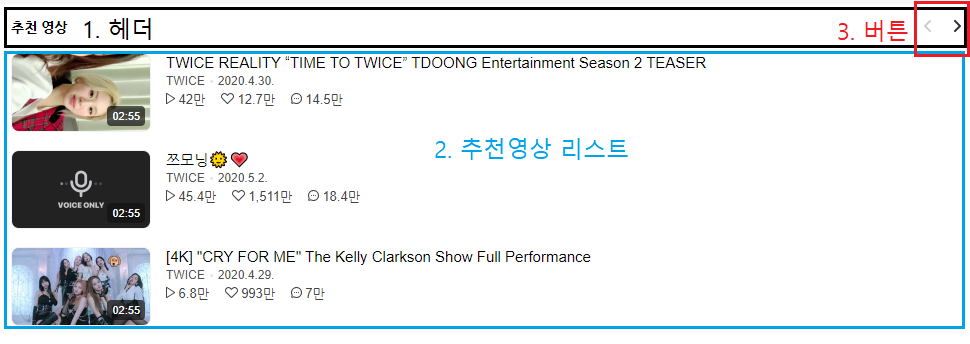 추천 영상 1. 헤더 3. 버튼
TWICE REALITY “TIME TO TWICE” TDOONG Entertainment Season 2 TEASER
TWICE · 2020.4.30.
42만 12.7만 14.5만
02:55
2. 추천영상 리스트
쯔모닝🌞💗
TWICE · 2020.5.2.
45.4만 1,511만 18.4만
VOICE ONLY
02:55
[4K] "CRY FOR ME" The Kelly Clarkson Show Full Performance
TWICE · 2020.4.29.
6.8만 993만 7만
02:55